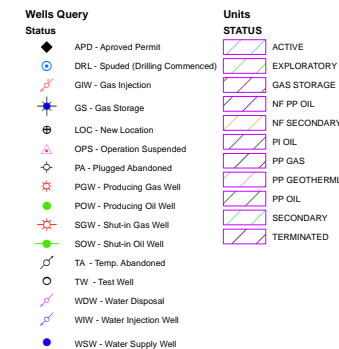 Wells Query
Status
APD - Aproved Permit
DRL - Spuded (Drilling Commenced)
GIW - Gas Injection
GS - Gas Storage
LOC - New Location
OPS - Operation Suspended
PA - Plugged Abandoned
PGW - Producing Gas Well
POW - Producing Oil Well
SGW - Shut-in Gas Well
SOW - Shut-in Oil Well
TA - Temp. Abandoned
TW - Test Well
WDW - Water Disposal
WIW - Water Injection Well
WSW - Water Supply Well
Units
STATUS
ACTIVE
EXPLORATORY
GAS STORAGE
NF PP OIL
NF SECONDARY
PI OIL
PP GAS
PP GEOTHERML
PP OIL
SECONDARY
TERMINATED